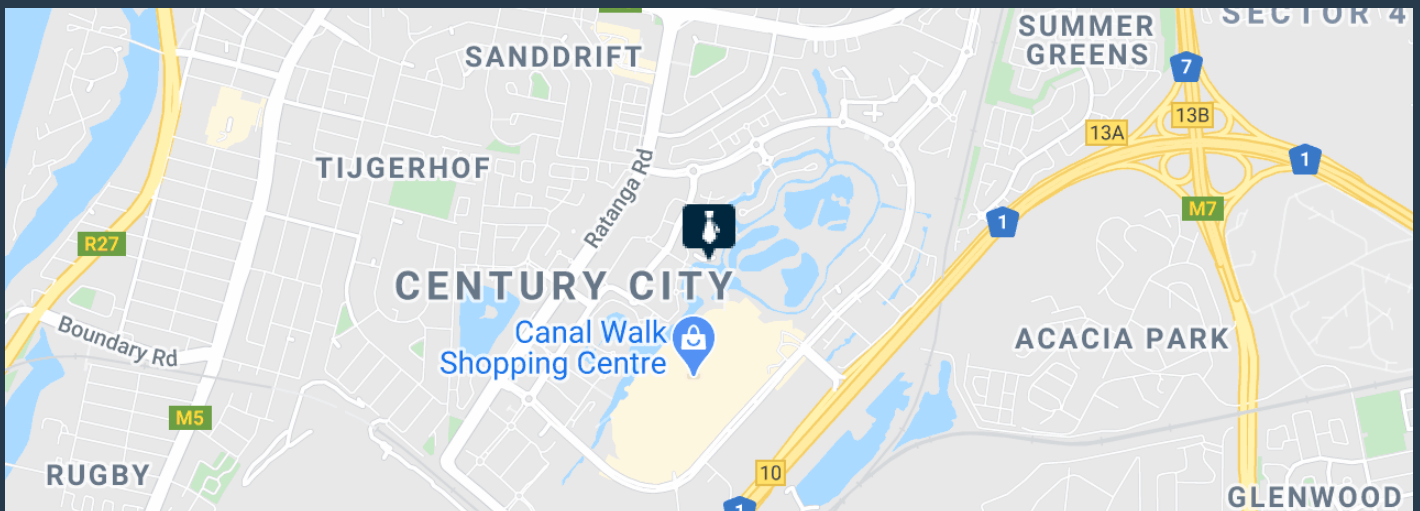 SECTOR 4
SUMMER
GREENS
SANDDRIFT
7
13B
13A
1
TIJGERHOF
Ratanga Rd
M7
1
R27
CENTURY CITY
Boundary Rd
Canal Walk
Shopping Centre
ACACIA PARK
M5
RUGBY
10
GLENWOOD
1